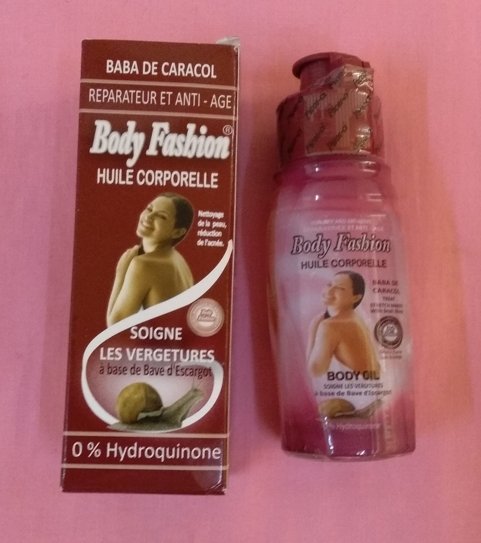 BABA DE CARACOL
REPARATEUR ET ANTI - AGE
Body Fashion®
HUILE CORPORELLE
Nettoyage
de la peau,
réduction
de l'acnée.
SOIGNE
LES VERGETURES
à base de Bave d'Escargot
0 % Hydroquinone
Body Fashion
HUILE CORPORELLE
BABA DE
CARACOL
BODY OIL
SOIGNE LES VERGETURES
à base de Bave d'Escargot
% Hydroquinone